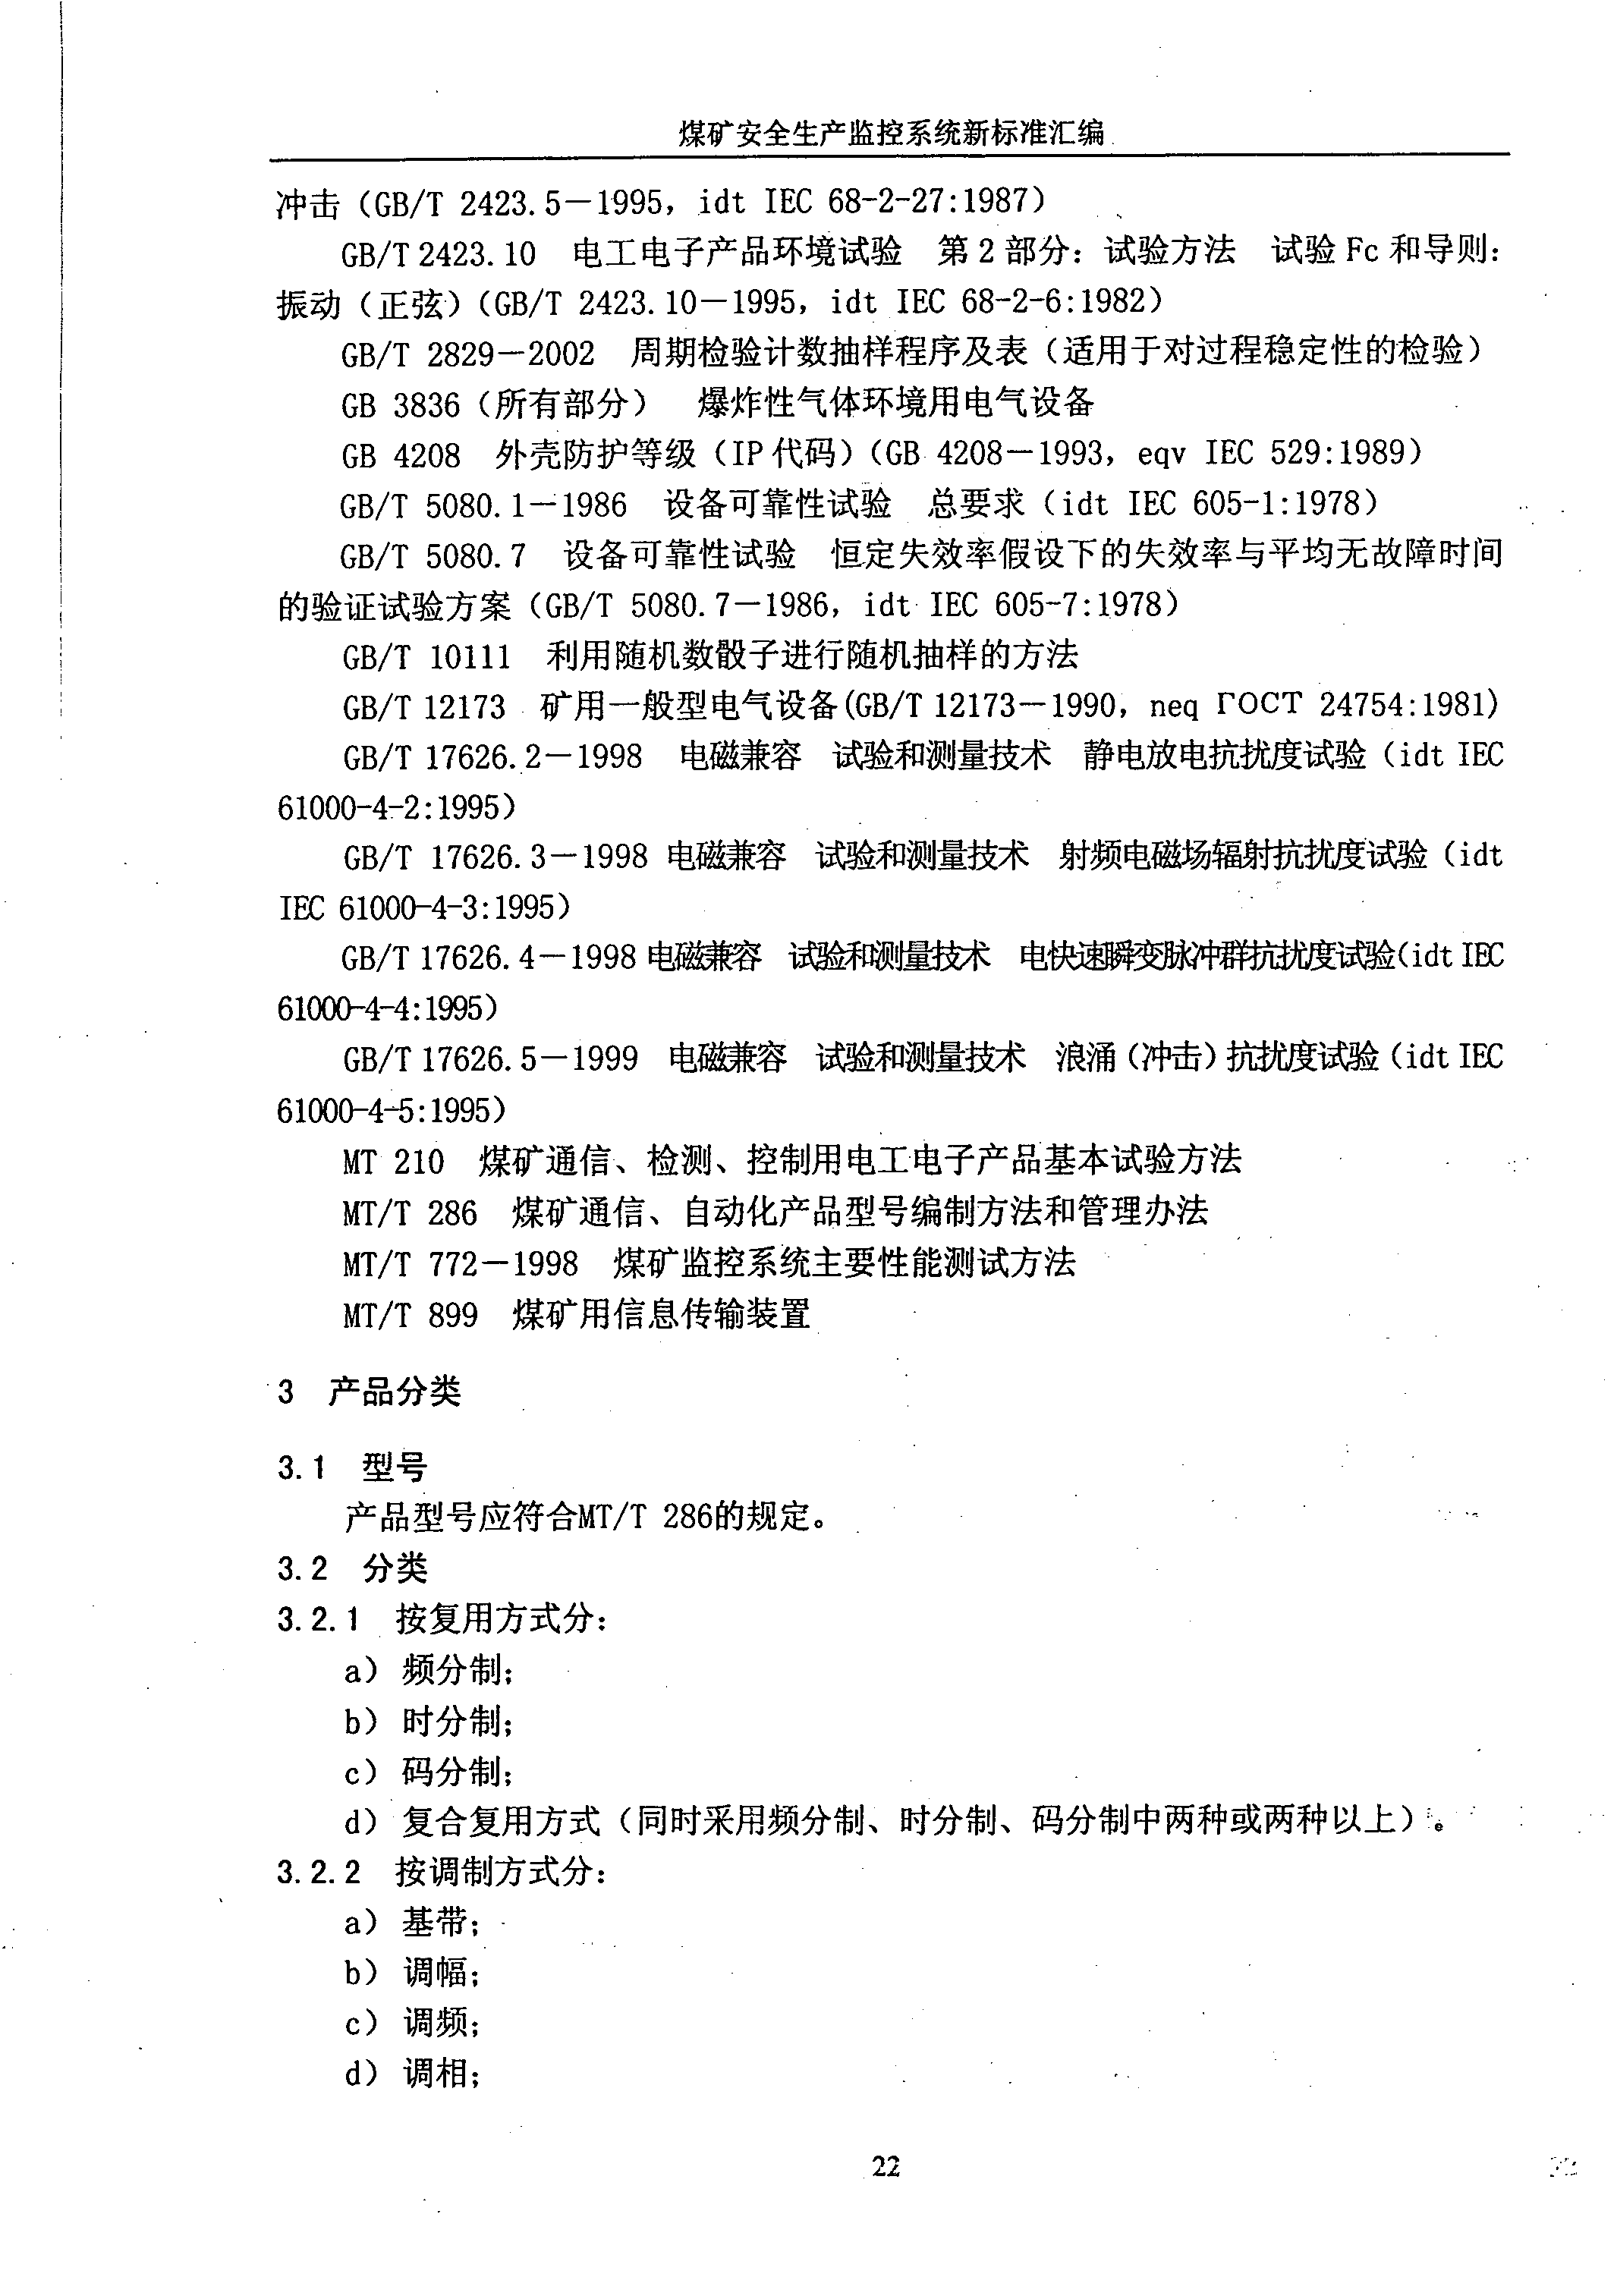 煤矿安全生产监控系统新标准汇编
冲击（GB/T 2423.5－1995，idt IEC 68-2-27:1987）
GB/T 2423.10　电工电子产品环境试验　第 2 部分：试验方法　试验 Fc 和导则：
振动（正弦）（GB/T 2423.10－1995，idt IEC 68-2-6:1982）
GB/T 2829－2002　周期检验计数抽样程序及表（适用于对过程稳定性的检验）
GB 3836（所有部分）　爆炸性气体环境用电气设备
GB 4208　外壳防护等级（IP 代码）（GB 4208－1993，eqv IEC 529:1989）
GB/T 5080.1－1986　设备可靠性试验　总要求（idt IEC 605-1:1978）
GB/T 5080.7　设备可靠性试验　恒定失效率假设下的失效率与平均无故障时间
的验证试验方案（GB/T 5080.7－1986，idt IEC 605-7:1978）
GB/T 10111　利用随机数骰子进行随机抽样的方法
GB/T 12173　矿用一般型电气设备(GB/T 12173－1990，neq ГОСТ 24754:1981)
GB/T 17626.2－1998　电磁兼容　试验和测量技术　静电放电抗扰度试验（idt IEC
61000-4-2:1995）
GB/T 17626.3－1998 电磁兼容　试验和测量技术　射频电磁场辐射抗扰度试验（idt
IEC 61000-4-3:1995）
GB/T 17626.4－1998 电磁兼容　试验和测量技术　电快速瞬变脉冲群抗扰度试验(idt IEC
61000-4-4:1995）
GB/T 17626.5－1999　电磁兼容　试验和测量技术　浪涌（冲击）抗扰度试验（idt IEC
61000-4-5:1995）
MT 210　煤矿通信、检测、控制用电工电子产品基本试验方法
MT/T 286　煤矿通信、自动化产品型号编制方法和管理办法
MT/T 772－1998　煤矿监控系统主要性能测试方法
MT/T 899　煤矿用信息传输装置
3　产品分类
3.1　型号
产品型号应符合MT/T 286的规定。
3.2　分类
3.2.1　按复用方式分：
a） 频分制；
b） 时分制；
c） 码分制；
d） 复合复用方式（同时采用频分制、时分制、码分制中两种或两种以上）。
3.2.2　按调制方式分：
a） 基带；
b） 调幅；
c） 调频；
d） 调相；
22